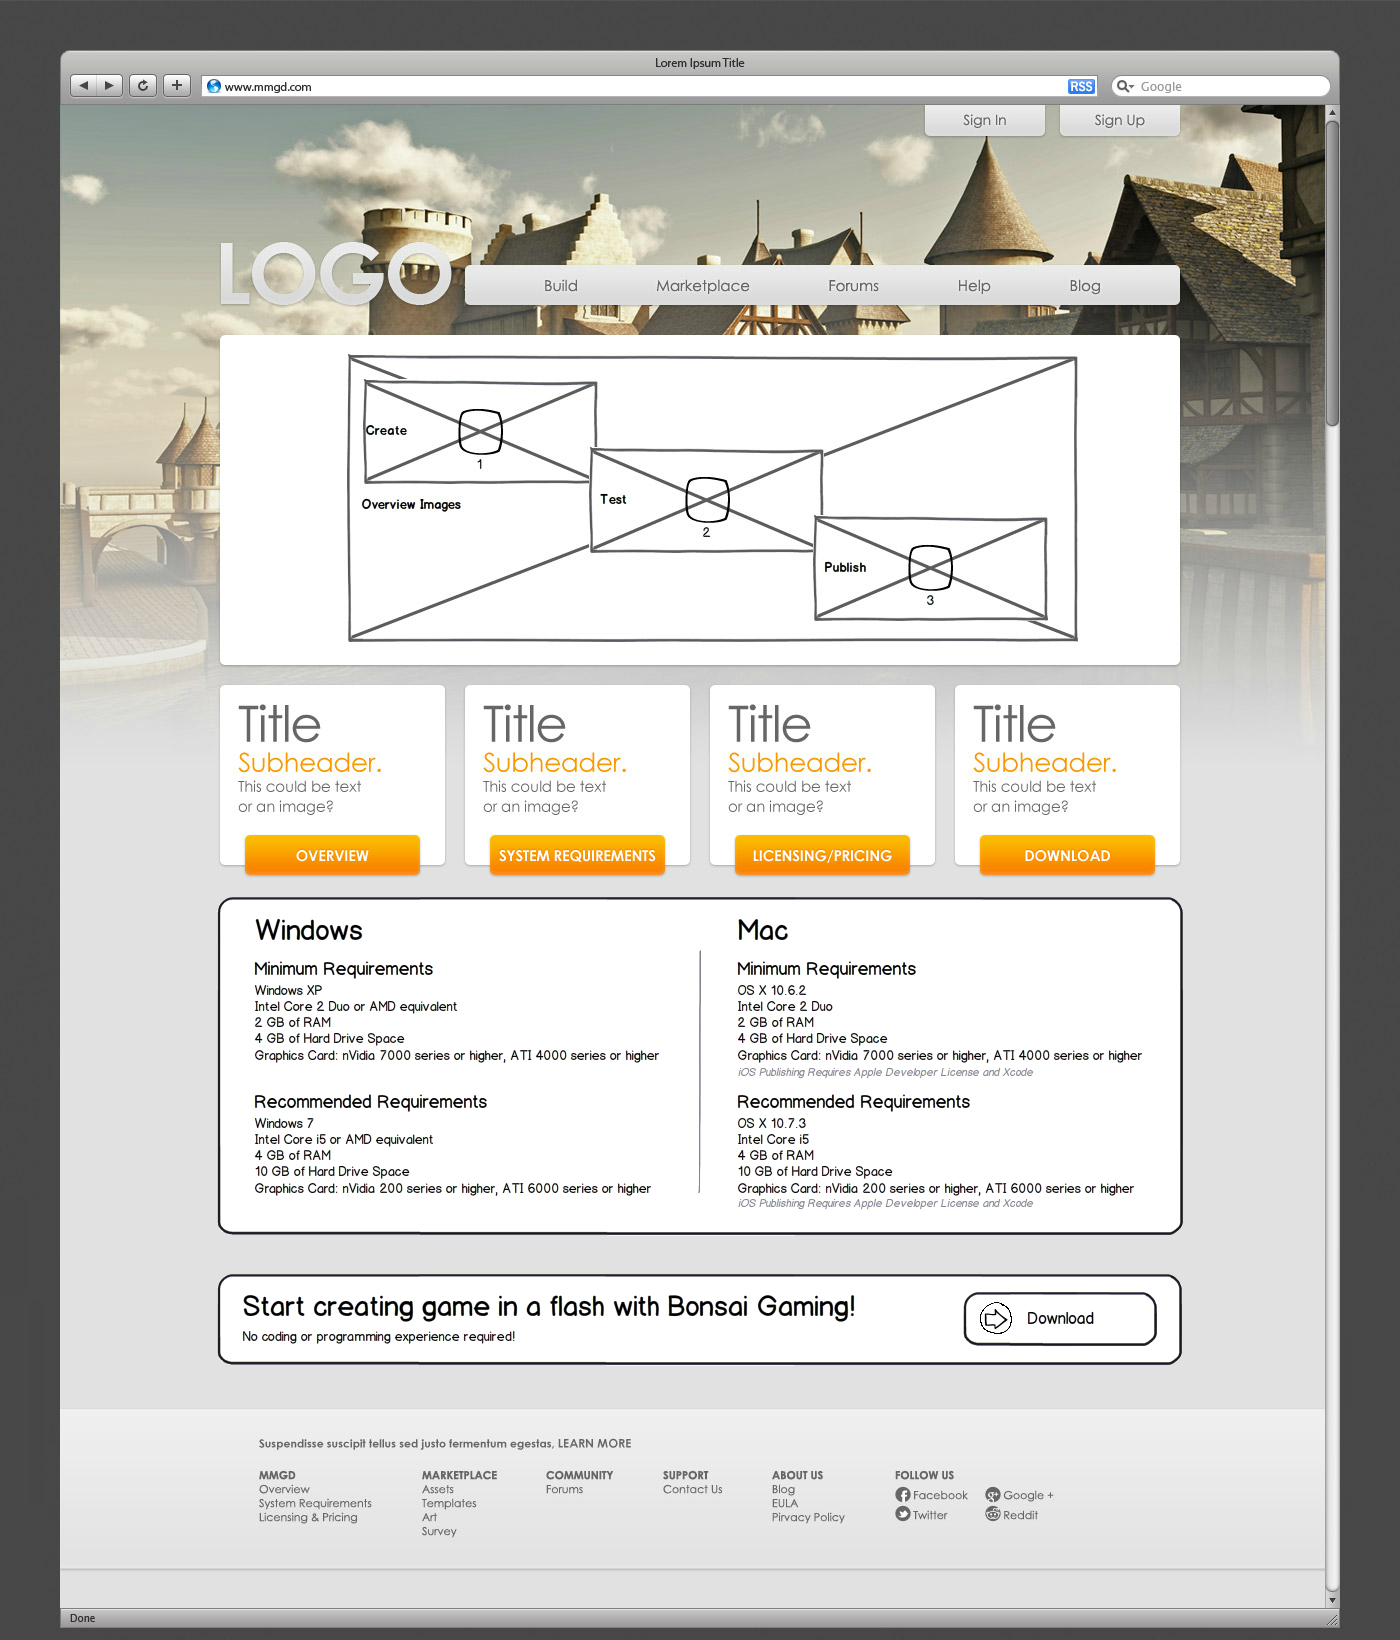 Lorem Ipsum Title
www.mmgd.com
RSS
Google
Sign In
Sign Up
LOGO
Build
Marketplace
Forums
Help
Blog
Create
1
Overview Images
Test
2
Publish
3
Title
Subheader.
This could be text
or an image?
OVERVIEW
Title
Subheader.
This could be text
or an image?
SYSTEM REQUIREMENTS
Title
Subheader.
This could be text
or an image?
LICENSING/PRICING
Title
Subheader.
This could be text
or an image?
DOWNLOAD
Windows
Minimum Requirements
Windows XP
Intel Core 2 Duo or AMD equivalent
2 GB of RAM
4 GB of Hard Drive Space
Graphics Card: nVidia 7000 series or higher, ATI 4000 series or higher
Recommended Requirements
Windows 7
Intel Core i5 or AMD equivalent
4 GB of RAM
10 GB of Hard Drive Space
Graphics Card: nVidia 200 series or higher, ATI 6000 series or higher
Mac
Minimum Requirements
OS X 10.6.2
Intel Core 2 Duo
2 GB of RAM
4 GB of Hard Drive Space
Graphics Card: nVidia 7000 series or higher, ATI 4000 series or higher
iOS Publishing Requires Apple Developer License and Xcode
Recommended Requirements
OS X 10.7.3
Intel Core i5
4 GB of RAM
10 GB of Hard Drive Space
Graphics Card: nVidia 200 series or higher, ATI 6000 series or higher
iOS Publishing Requires Apple Developer License and Xcode
Start creating game in a flash with Bonsai Gaming!
No coding or programming experience required!
Download
Suspendisse suscipit tellus sed justo fermentum egestas, LEARN MORE
MMGD
Overview
System Requirements
Licensing & Pricing
MARKETPLACE
Assets
Templates
Art
Survey
COMMUNITY
Forums
SUPPORT
Contact Us
ABOUT US
Blog
EULA
Pirvacy Policy
FOLLOW US
Facebook
Google +
Twitter
Reddit
Done